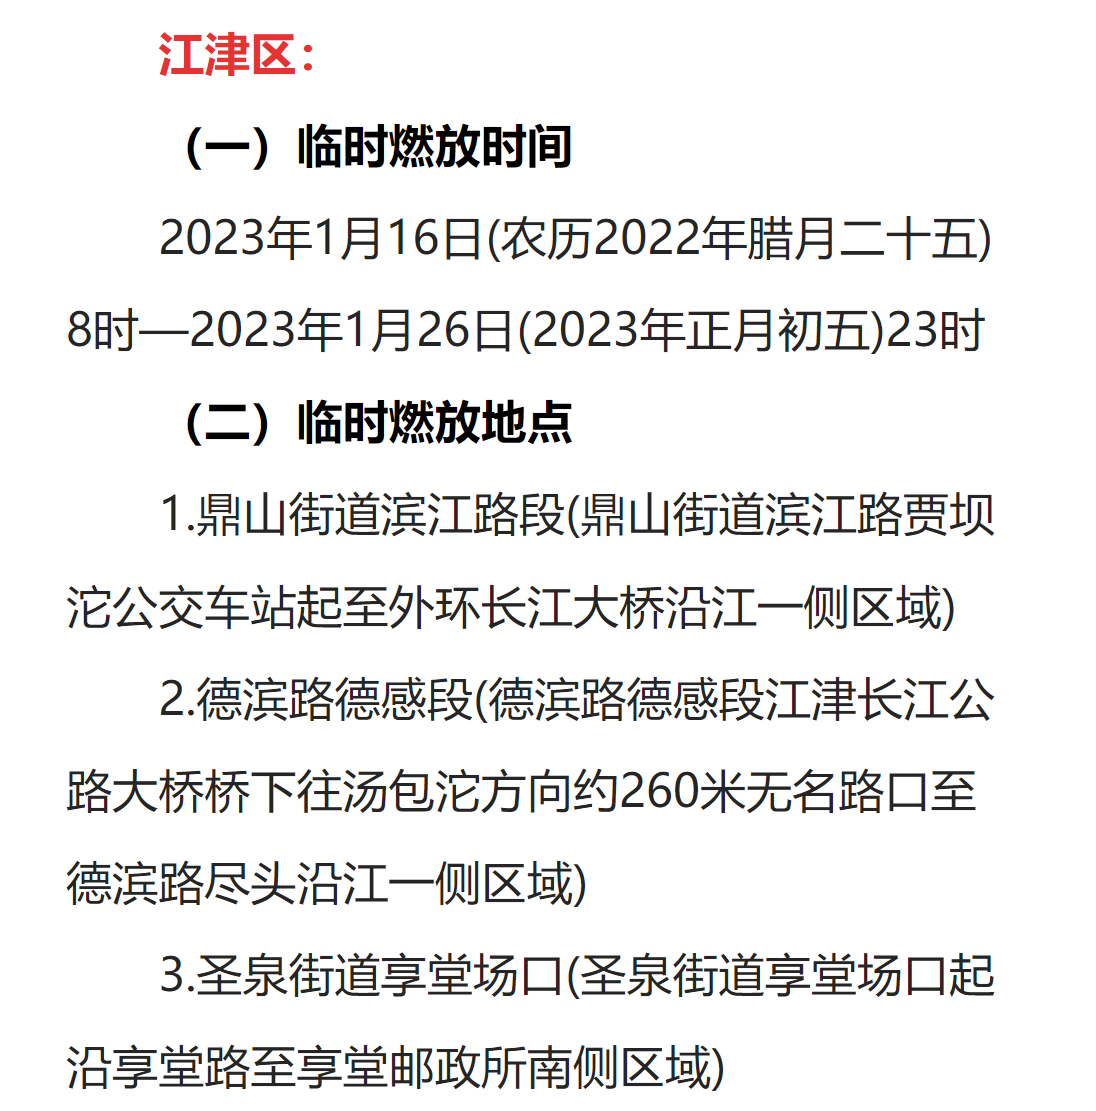 江津区：
（一）临时燃放时间
2023年1月16日(农历2022年腊月二十五)
8时—2023年1月26日(2023年正月初五)23时
（二）临时燃放地点
1.鼎山街道滨江路段(鼎山街道滨江路贾坝
沱公交车站起至外环长江大桥沿江一侧区域)
2.德滨路德感段(德滨路德感段江津长江公
路大桥桥下往汤包沱方向约260米无名路口至
德滨路尽头沿江一侧区域)
3.圣泉街道享堂场口(圣泉街道享堂场口起
沿享堂路至享堂邮政所南侧区域)